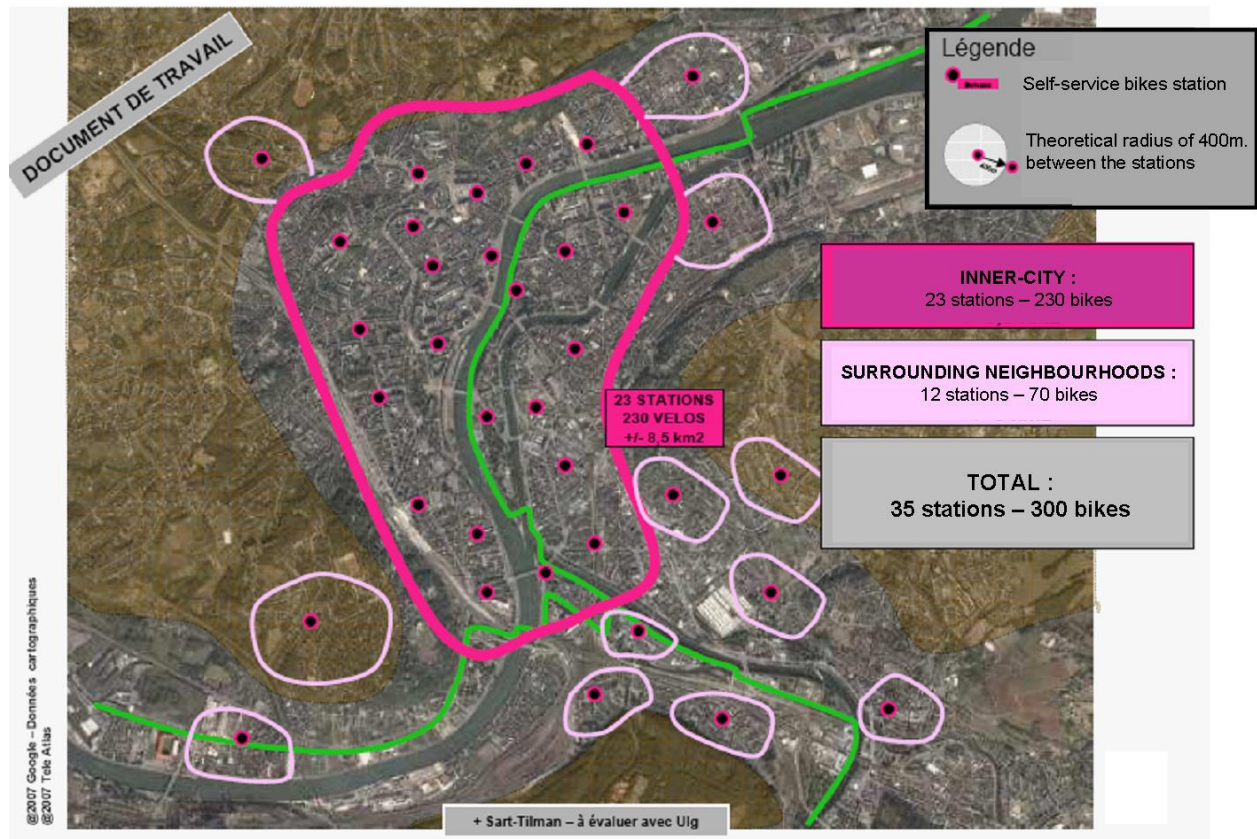 DOCUMENT DE TRAVAIL
Légende
Self-service bikes station
Theoretical radius of 400m.
between the stations
INNER-CITY :
23 stations – 230 bikes
SURROUNDING NEIGHBOURHOODS :
12 stations – 70 bikes
23 STATIONS
230 VELOS
+/- 8,5 km2
TOTAL :
35 stations – 300 bikes
@2007 Google – Données cartographiques
@2007 Tele Atlas
+ Sart-Tilman – à évaluer avec Ulg